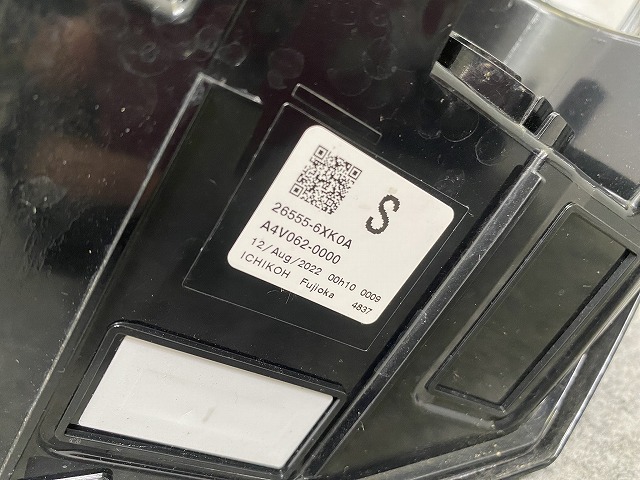 S
26555-6XK0A
A4V062-0000
12/Aug/2022 00h10 0009
ICHIKOH Fujioka 4837